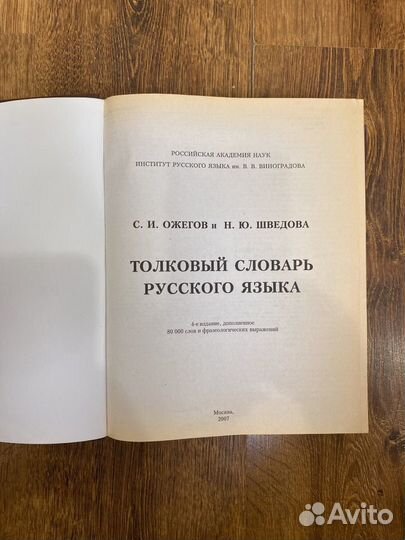 РОССИЙСКАЯ АКАДЕМИЯ НАУК
ИНСТИТУТ РУССКОГО ЯЗЫКА им. В. В. ВИНОГРАДОВА
С. И. ОЖЕГОВ и Н. Ю. ШВЕДОВА
ТОЛКОВЫЙ СЛОВАРЬ
РУССКОГО ЯЗЫКА
4-е издание, дополненное
80 000 слов и фразеологических выражений
Москва,
2007
Avito